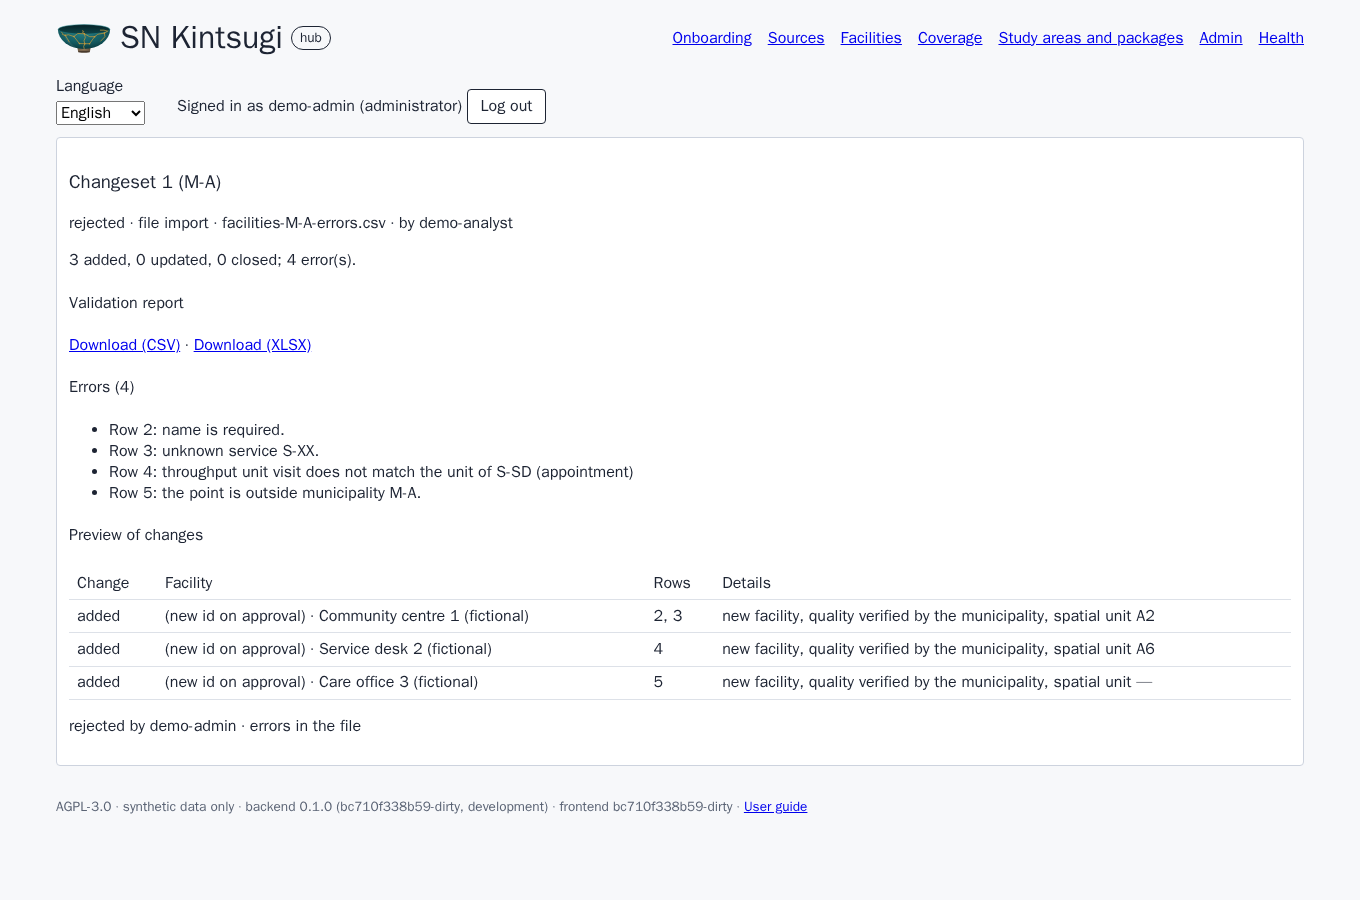 SN Kintsugi hub
Onboarding Sources Facilities Coverage Study areas and packages Admin Health
Language
English
Signed in as demo-admin (administrator) Log out
Changeset 1 (M-A)
rejected · file import · facilities-M-A-errors.csv · by demo-analyst
3 added, 0 updated, 0 closed; 4 error(s).
Validation report
Download (CSV) · Download (XLSX)
Errors (4)
• Row 2: name is required.
• Row 3: unknown service S-XX.
• Row 4: throughput unit visit does not match the unit of S-SD (appointment)
• Row 5: the point is outside municipality M-A.
Preview of changes
Change Facility Rows Details
added (new id on approval) · Community centre 1 (fictional) 2, 3 new facility, quality verified by the municipality, spatial unit A2
added (new id on approval) · Service desk 2 (fictional) 4 new facility, quality verified by the municipality, spatial unit A6
added (new id on approval) · Care office 3 (fictional) 5 new facility, quality verified by the municipality, spatial unit —
rejected by demo-admin · errors in the file
AGPL-3.0 · synthetic data only · backend 0.1.0 (bc710f338b59-dirty, development) · frontend bc710f338b59-dirty · User guide